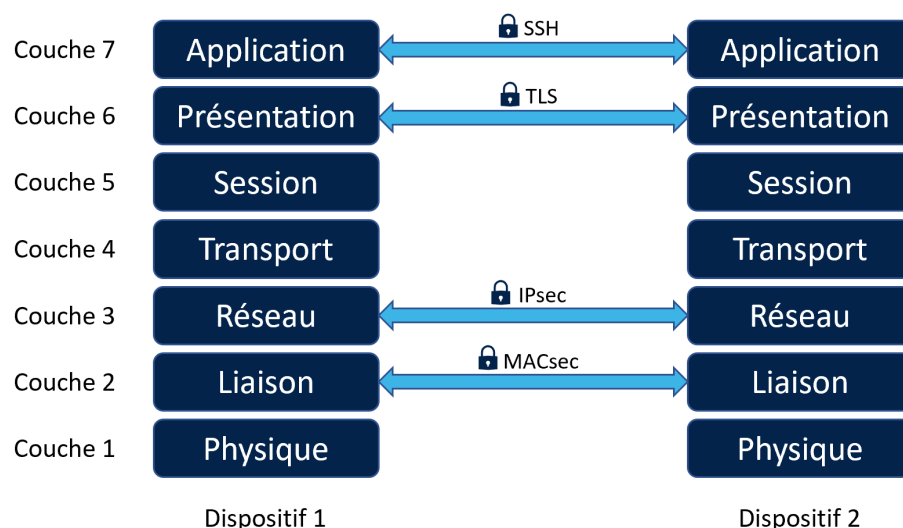 Couche 7 Application SSH Application
Couche 6 Présentation TLS Présentation
Couche 5 Session Session
Couche 4 Transport Transport
Couche 3 Réseau IPsec Réseau
Couche 2 Liaison MACsec Liaison
Couche 1 Physique Physique
Dispositif 1 Dispositif 2